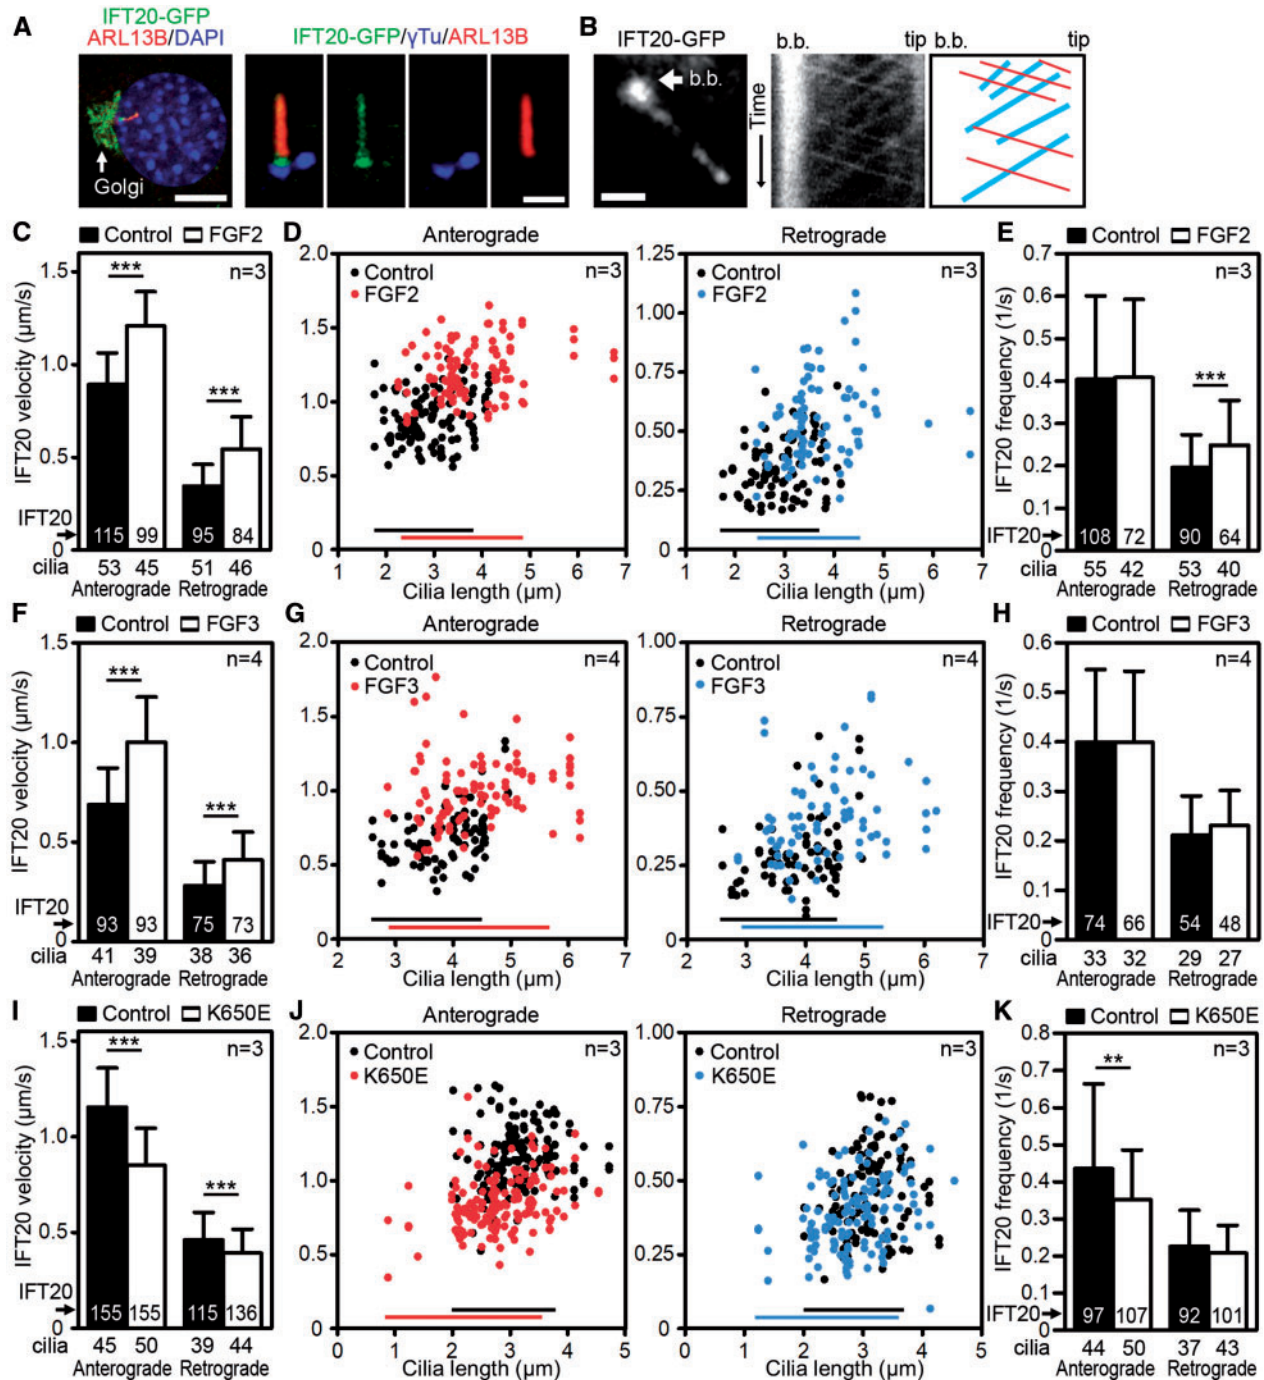 A
IFT20-GFP
ARL13B/DAPI
Golgi
IFT20-GFP/γTu/ARL13B
B
IFT20-GFP
b.b.
b.b. tip
Time
b.b. tip
C
Control FGF2
IFT20 velocity (µm/s)
1.5
1.0
0.5
0
n=3
***
***
IFT20
115 99 95 84
cilia 53 45 51 46
Anterograde Retrograde
D
Anterograde
2.0
1.5
1.0
0.5
0
Control
FGF2
n=3
1 2 3 4 5 6 7
Cilia length (µm)
Retrograde
1.25
1.00
0.75
0.50
0.25
0
Control
FGF2
n=3
1 2 3 4 5 6 7
Cilia length (µm)
E
Control FGF2
IFT20 frequency (1/s)
0.7
0.6
0.5
0.4
0.3
0.2
0.1
0
n=3
***
IFT20
108 72 90 64
cilia 55 42 53 40
Anterograde Retrograde
F
Control FGF3
IFT20 velocity (µm/s)
1.5
1.0
0.5
0
n=4
***
***
IFT20
93 93 75 73
cilia 41 39 38 36
Anterograde Retrograde
G
Anterograde
2.0
1.5
1.0
0.5
0
Control
FGF3
n=4
2 3 4 5 6 7
Cilia length (µm)
Retrograde
1.00
0.75
0.50
0.25
0
Control
FGF3
n=4
2 3 4 5 6 7
Cilia length (µm)
H
Control FGF3
IFT20 frequency (1/s)
0.6
0.5
0.4
0.3
0.2
0.1
0
n=4
IFT20
74 66 54 48
cilia 33 32 29 27
Anterograde Retrograde
I
Control K650E
IFT20 velocity (µm/s)
1.5
1.0
0.5
0
n=3
***
***
IFT20
155 155 115 136
cilia 45 50 39 44
Anterograde Retrograde
J
Anterograde
2.0
1.5
1.0
0.5
0
Control
K650E
n=3
0 1 2 3 4 5
Cilia length (µm)
Retrograde
1.00
0.75
0.50
0.25
0
Control
K650E
n=3
0 1 2 3 4 5
Cilia length (µm)
K
Control K650E
IFT20 frequency (1/s)
0.8
0.7
0.6
0.5
0.4
0.3
0.2
0.1
0
n=3
**
IFT20
97 107 92 101
cilia 44 50 37 43
Anterograde Retrograde